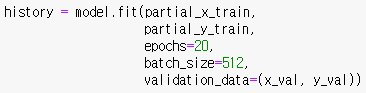 history = model.fit(partial_x_train,
                    partial_y_train,
                    epochs=20,
                    batch_size=512,
                    validation_data=(x_val, y_val))